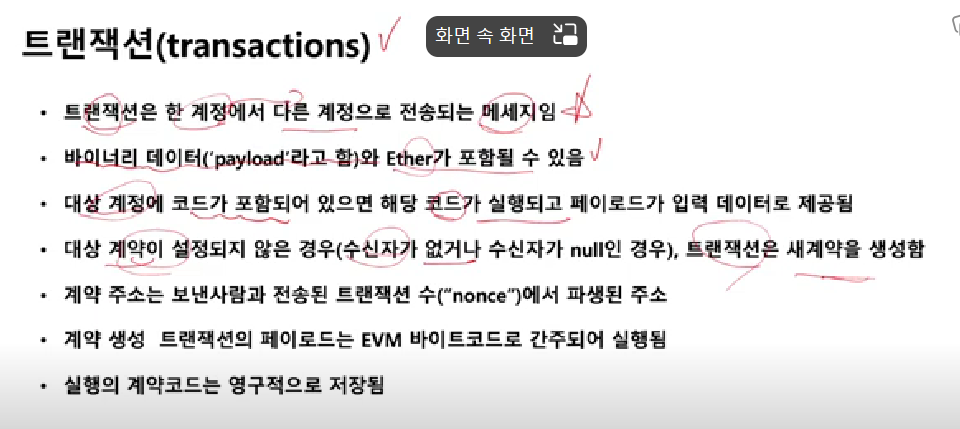 트랜잭션(transactions)
화면 속 화면
• 트랜잭션은 한 계정에서 다른 계정으로 전송되는 메세지임
• 바이너리 데이터('payload'라고 함)와 Ether가 포함될 수 있음
• 대상 계정에 코드가 포함되어 있으면 해당 코드가 실행되고 페이로드가 입력 데이터로 제공됨
• 대상 계약이 설정되지 않은 경우(수신자가 없거나 수신자가 null인 경우), 트랜잭션은 새계약을 생성함
• 계약 주소는 보낸사람과 전송된 트랜잭션 수("nonce")에서 파생된 주소
• 계약 생성 트랜잭션의 페이로드는 EVM 바이트코드로 간주되어 실행됨
• 실행의 계약코드는 영구적으로 저장됨